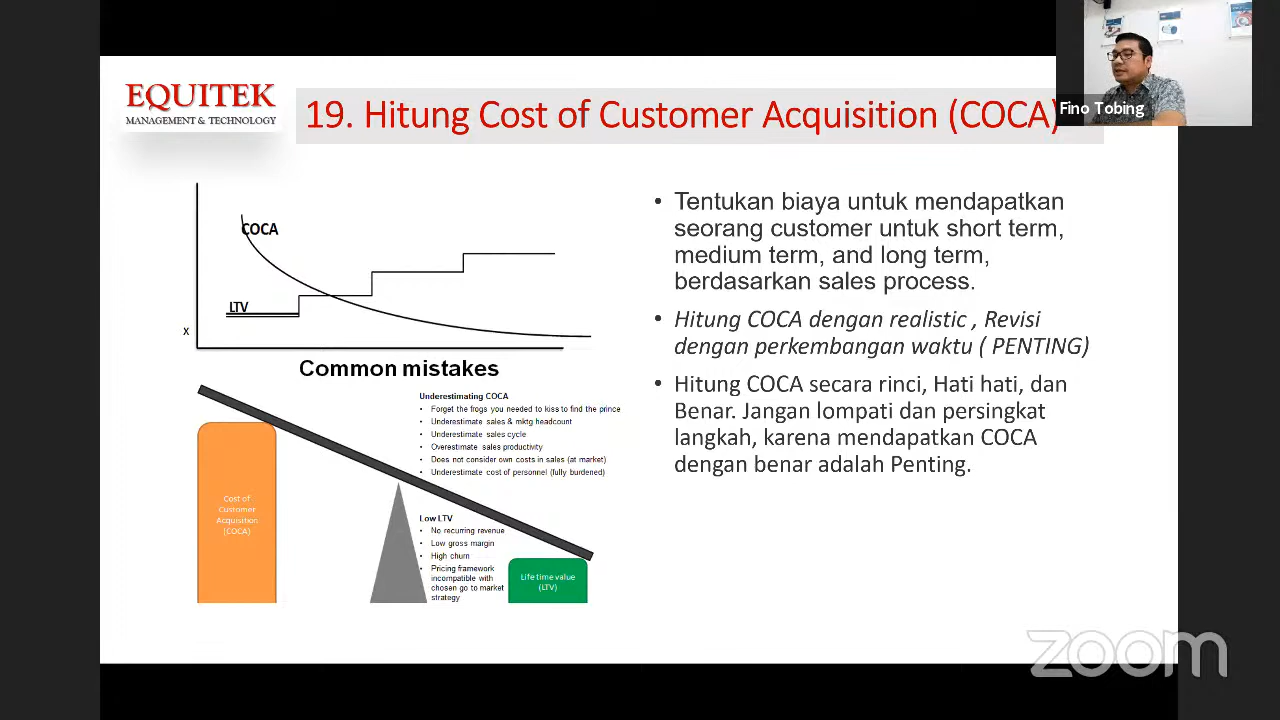 EQUITEK
MANAGEMENT & TECHNOLOGY
19. Hitung Cost of Customer Acquisition (COCA)
Fino Tobing
COCA
LTV
x
Common mistakes
Underestimating COCA
• Forget the frogs you needed to kiss to find the prince
• Underestimate sales & mktg headcount
• Underestimate sales cycle
• Overestimate sales productivity
• Does not consider own costs in sales (at market)
• Underestimate cost of personnel (fully burdened)
Cost of
Customer
Acquisition
(COCA)
Low LTV
• No recurring revenue
• Low gross margin
• High churn
• Pricing framework
incompatible with
chosen go to market
strategy
Life time value
(LTV)
• Tentukan biaya untuk mendapatkan
seorang customer untuk short term,
medium term, and long term,
berdasarkan sales process.
• Hitung COCA dengan realistic , Revisi
dengan perkembangan waktu ( PENTING)
• Hitung COCA secara rinci, Hati hati, dan
Benar. Jangan lompati dan persingkat
langkah, karena mendapatkan COCA
dengan benar adalah Penting.
zoom